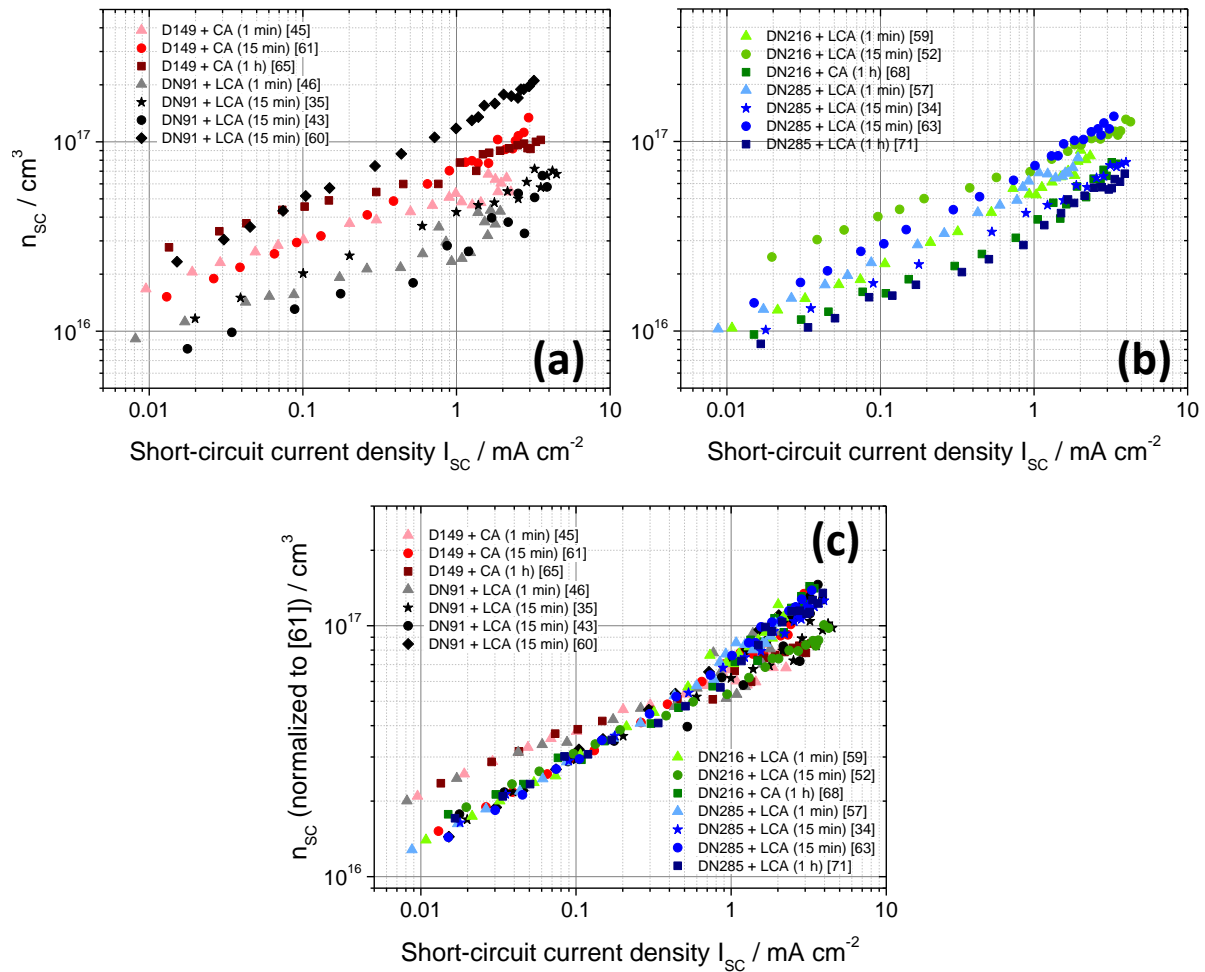 D149 + CA (1 min) [45]
D149 + CA (15 min) [61]
D149 + CA (1 h) [65]
DN91 + LCA (1 min) [46]
DN91 + LCA (15 min) [35]
DN91 + LCA (15 min) [43]
DN91 + LCA (15 min) [60]
10^18
10^17
10^16
n_SC / cm^3
(a)
0.01 0.1 1 10
Short-circuit current density I_SC / mA cm^-2
DN216 + LCA (1 min) [59]
DN216 + LCA (15 min) [52]
DN216 + CA (1 h) [68]
DN285 + LCA (1 min) [57]
DN285 + LCA (15 min) [34]
DN285 + LCA (15 min) [63]
DN285 + LCA (1 h) [71]
10^17
10^16
(b)
0.01 0.1 1 10
Short-circuit current density I_SC / mA cm^-2
D149 + CA (1 min) [45]
D149 + CA (15 min) [61]
D149 + CA (1 h) [65]
DN91 + LCA (1 min) [46]
DN91 + LCA (15 min) [35]
DN91 + LCA (15 min) [43]
DN91 + LCA (15 min) [60]
(c)
10^17
10^16
n_SC (normalized to [61]) / cm^3
DN216 + LCA (1 min) [59]
DN216 + LCA (15 min) [52]
DN216 + CA (1 h) [68]
DN285 + LCA (1 min) [57]
DN285 + LCA (15 min) [34]
DN285 + LCA (15 min) [63]
DN285 + LCA (1 h) [71]
0.01 0.1 1 10
Short-circuit current density I_SC / mA cm^-2